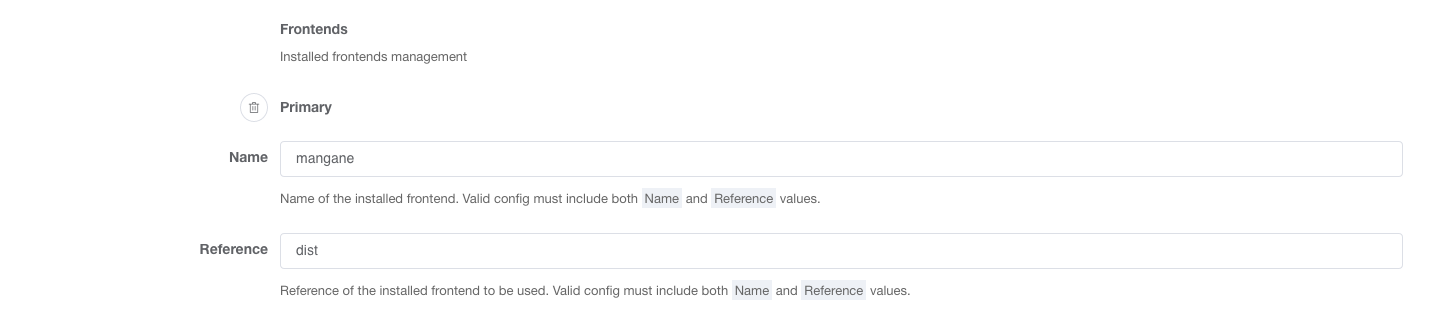 Frontends
Installed frontends management
Primary
Name
mangane
Name of the installed frontend. Valid config must include both Name and Reference values.
Reference
dist
Reference of the installed frontend to be used. Valid config must include both Name and Reference values.